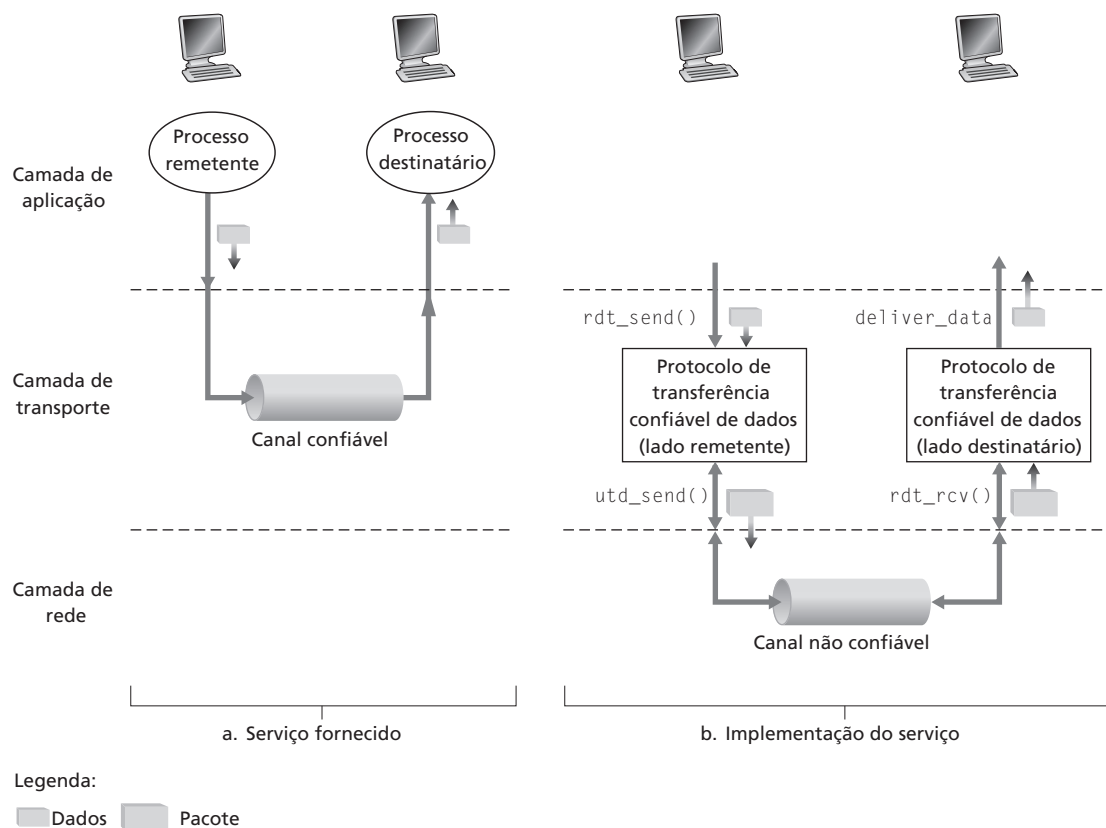 Processo
remetente
Processo
destinatário
Camada de
aplicação
rdt_send()
deliver_data
Camada de
transporte
Canal confiável
Protocolo de
transferência
confiável de dados
(lado remetente)
Protocolo de
transferência
confiável de dados
(lado destinatário)
utd_send()
rdt_rcv()
Camada de
rede
Canal não confiável
a. Serviço fornecido
b. Implementação do serviço
Legenda:
Dados
Pacote